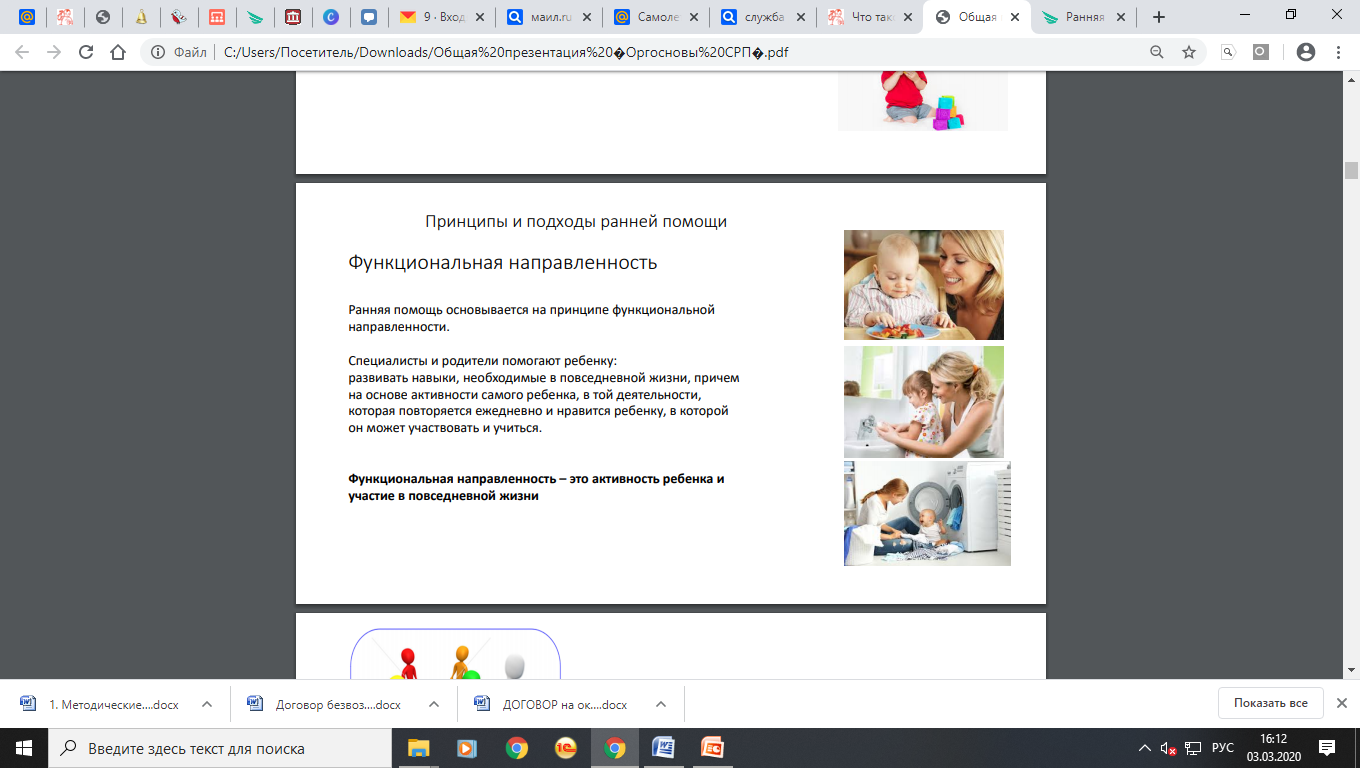 9 · Вход
маил.ru
Самоле
служба
Что так
Общая
Ранняя
Файл
C:/Users/Посетитель/Downloads/Общая%20презентация%20�Оргосновы%20СРП�.pdf
Принципы и подходы ранней помощи
Функциональная направленность
Ранняя помощь основывается на принципе функциональной
направленности.
Специалисты и родители помогают ребенку:
развивать навыки, необходимые в повседневной жизни, причем
на основе активности самого ребенка, в той деятельности,
которая повторяется ежедневно и нравится ребенку, в которой
он может участвовать и учиться.
Функциональная направленность – это активность ребенка и
участие в повседневной жизни
1. Методические....docx
Договор безвоз....docx
ДОГОВОР на ок....docx
Показать все
Введите здесь текст для поиска
РУС
16:12
03.03.2020